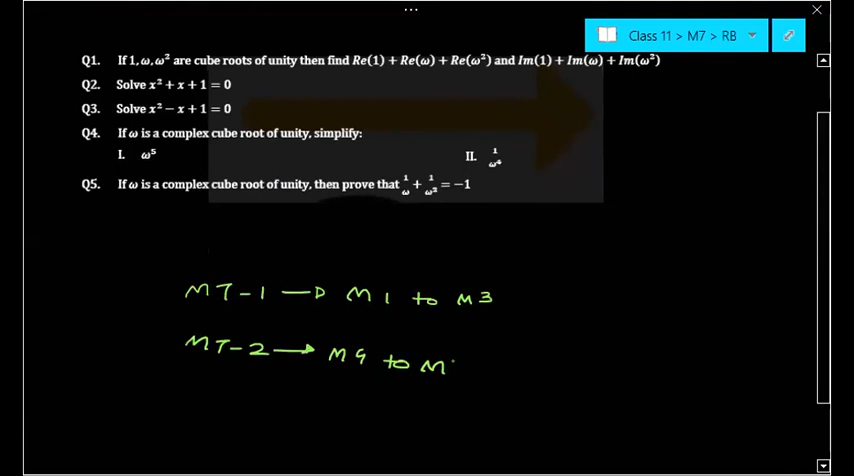 Class 11 > M7 > RB
Q1. If 1, ω, ω² are cube roots of unity then find Re(1) + Re(ω) + Re(ω²) and Im(1) + Im(ω) + Im(ω²)
Q2. Solve x² + x + 1 = 0
Q3. Solve x² − x + 1 = 0
Q4. If ω is a complex cube root of unity, simplify:
I. ω⁵ II. 1/ω⁴
Q5. If ω is a complex cube root of unity, then prove that 1/ω + 1/ω² = −1
MT-1 → M1 to M3
MT-2 → M4 to M